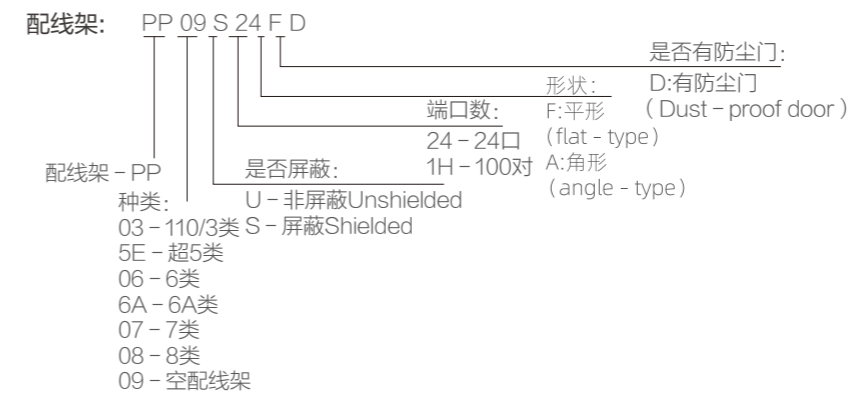 配线架: PP 09 S 24 F D
是否有防尘门:
D:有防尘门
(Dust-proof door)
形状:
F:平形
(flat-type)
A:角形
(angle-type)
端口数:
24-24口
1H-100对
是否屏蔽:
U-非屏蔽Unshielded
S-屏蔽Shielded
配线架-PP
种类:
03-110/3类
5E-超5类
06-6类
6A-6A类
07-7类
08-8类
09-空配线架